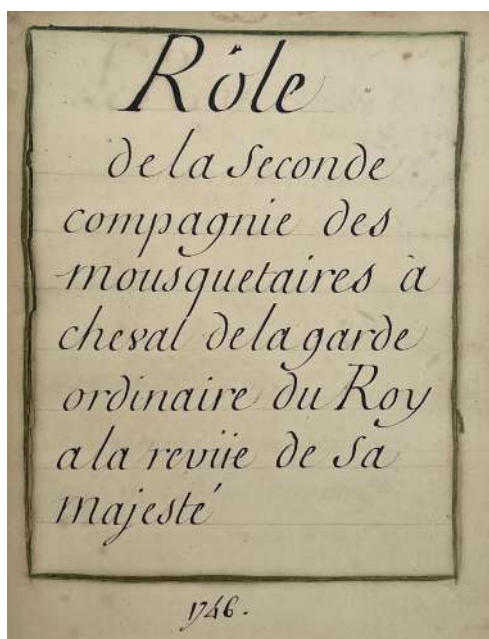 Rôle
de la seconde
compagnie des
mousquetaires à
cheval de la garde
ordinaire du Roy
a la revüe de sa
majesté
1746.